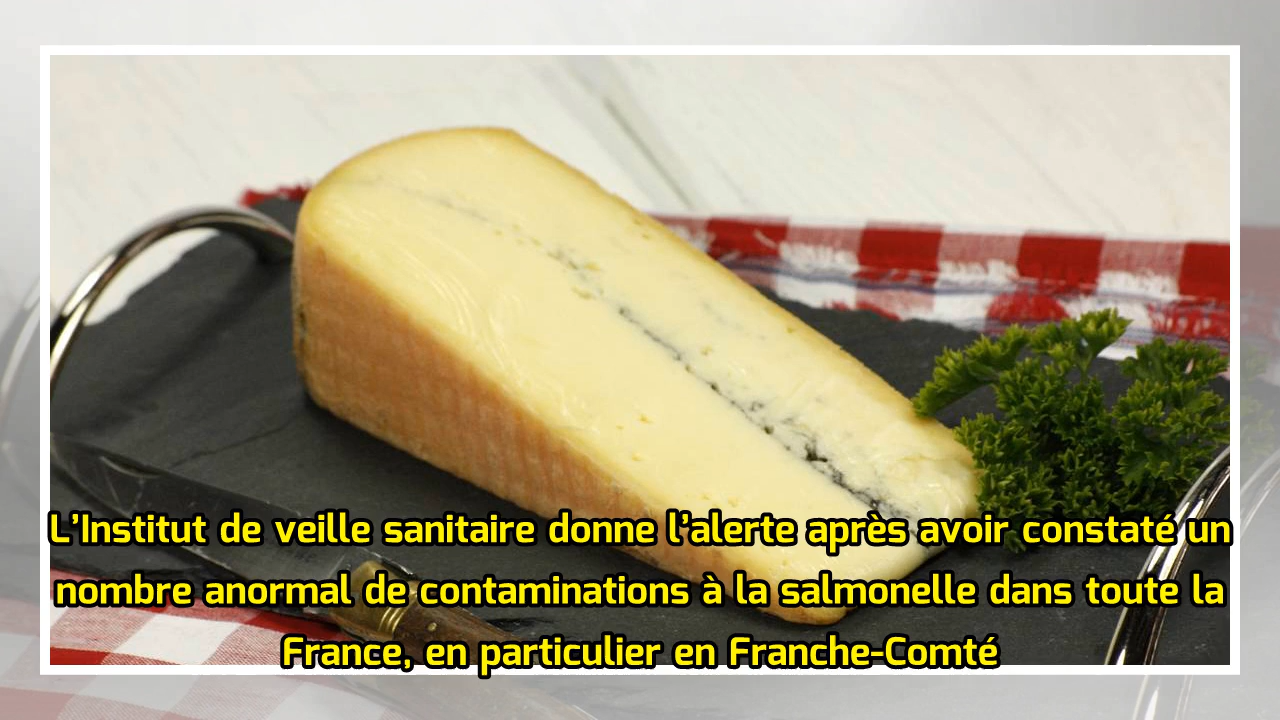 L’Institut de veille sanitaire donne l’alerte après avoir constaté un
nombre anormal de contaminations à la salmonelle dans toute la
France, en particulier en Franche-Comté